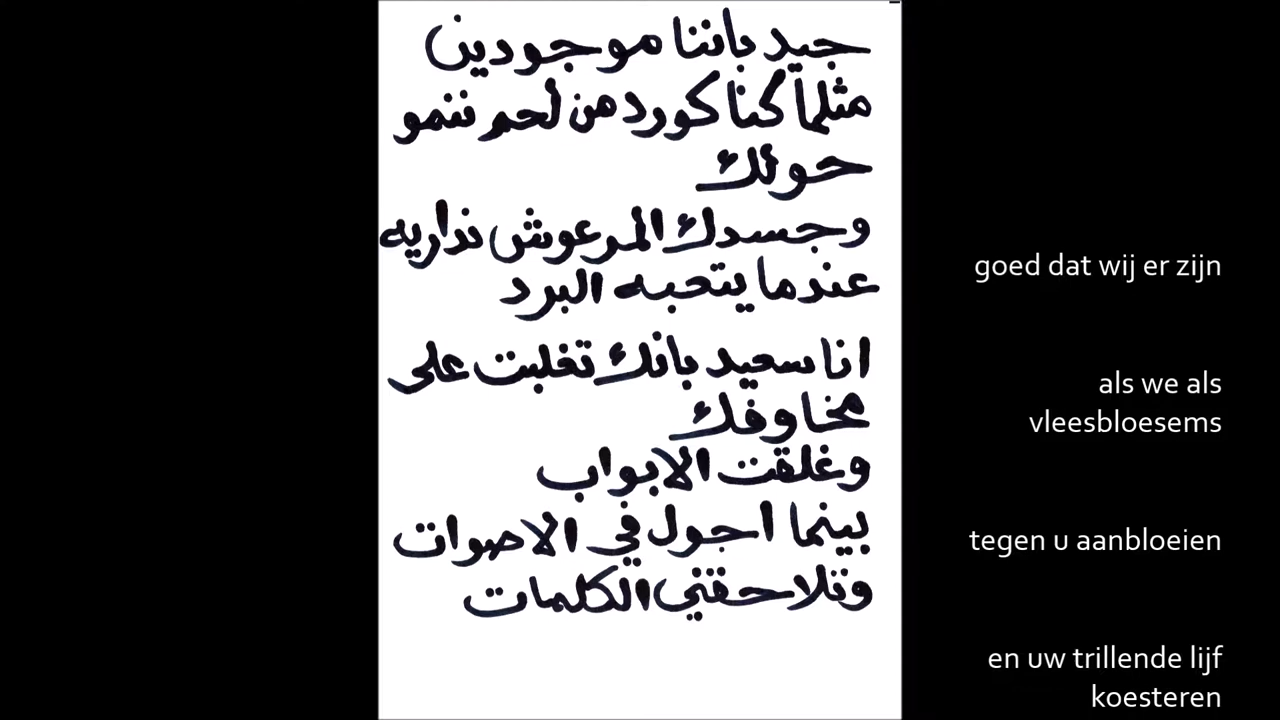 جيد باننا موجودين
مثلما كنا كورد من لحم ننمو
حولك
وجسدك المرعوش نداريه
عندما يتحبه البرد
انا سعيد بانك تغلبت على
مخاوفك
وغلقت الابواب
بينما اجول في الاصوات
وتلاحقني الكلمات
goed dat wij er zijn
als we als
vleesbloesems
tegen u aanbloeien
en uw trillende lijf
koesteren